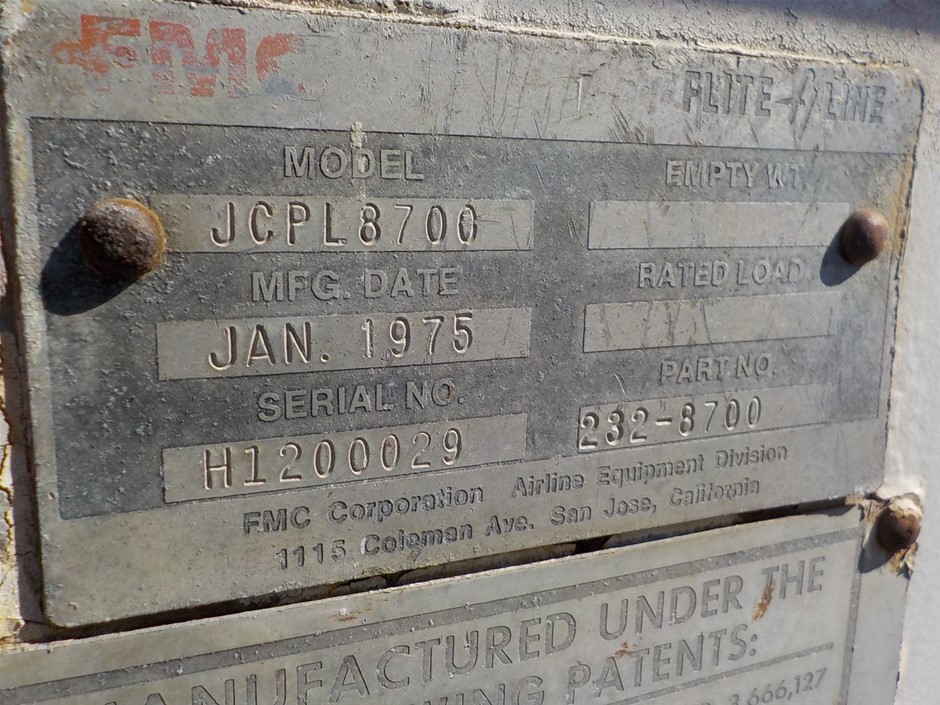 FMC
FLITE LINE
MODEL
JCPL8700
EMPTY WT.
MFG. DATE
JAN. 1975
RATED LOAD
SERIAL NO.
H1200029
PART NO.
232-8700
FMC Corporation Airline Equipment Division
1115 Coleman Ave. San Jose, California
MANUFACTURED UNDER THE
PATENTS:
3,666,127